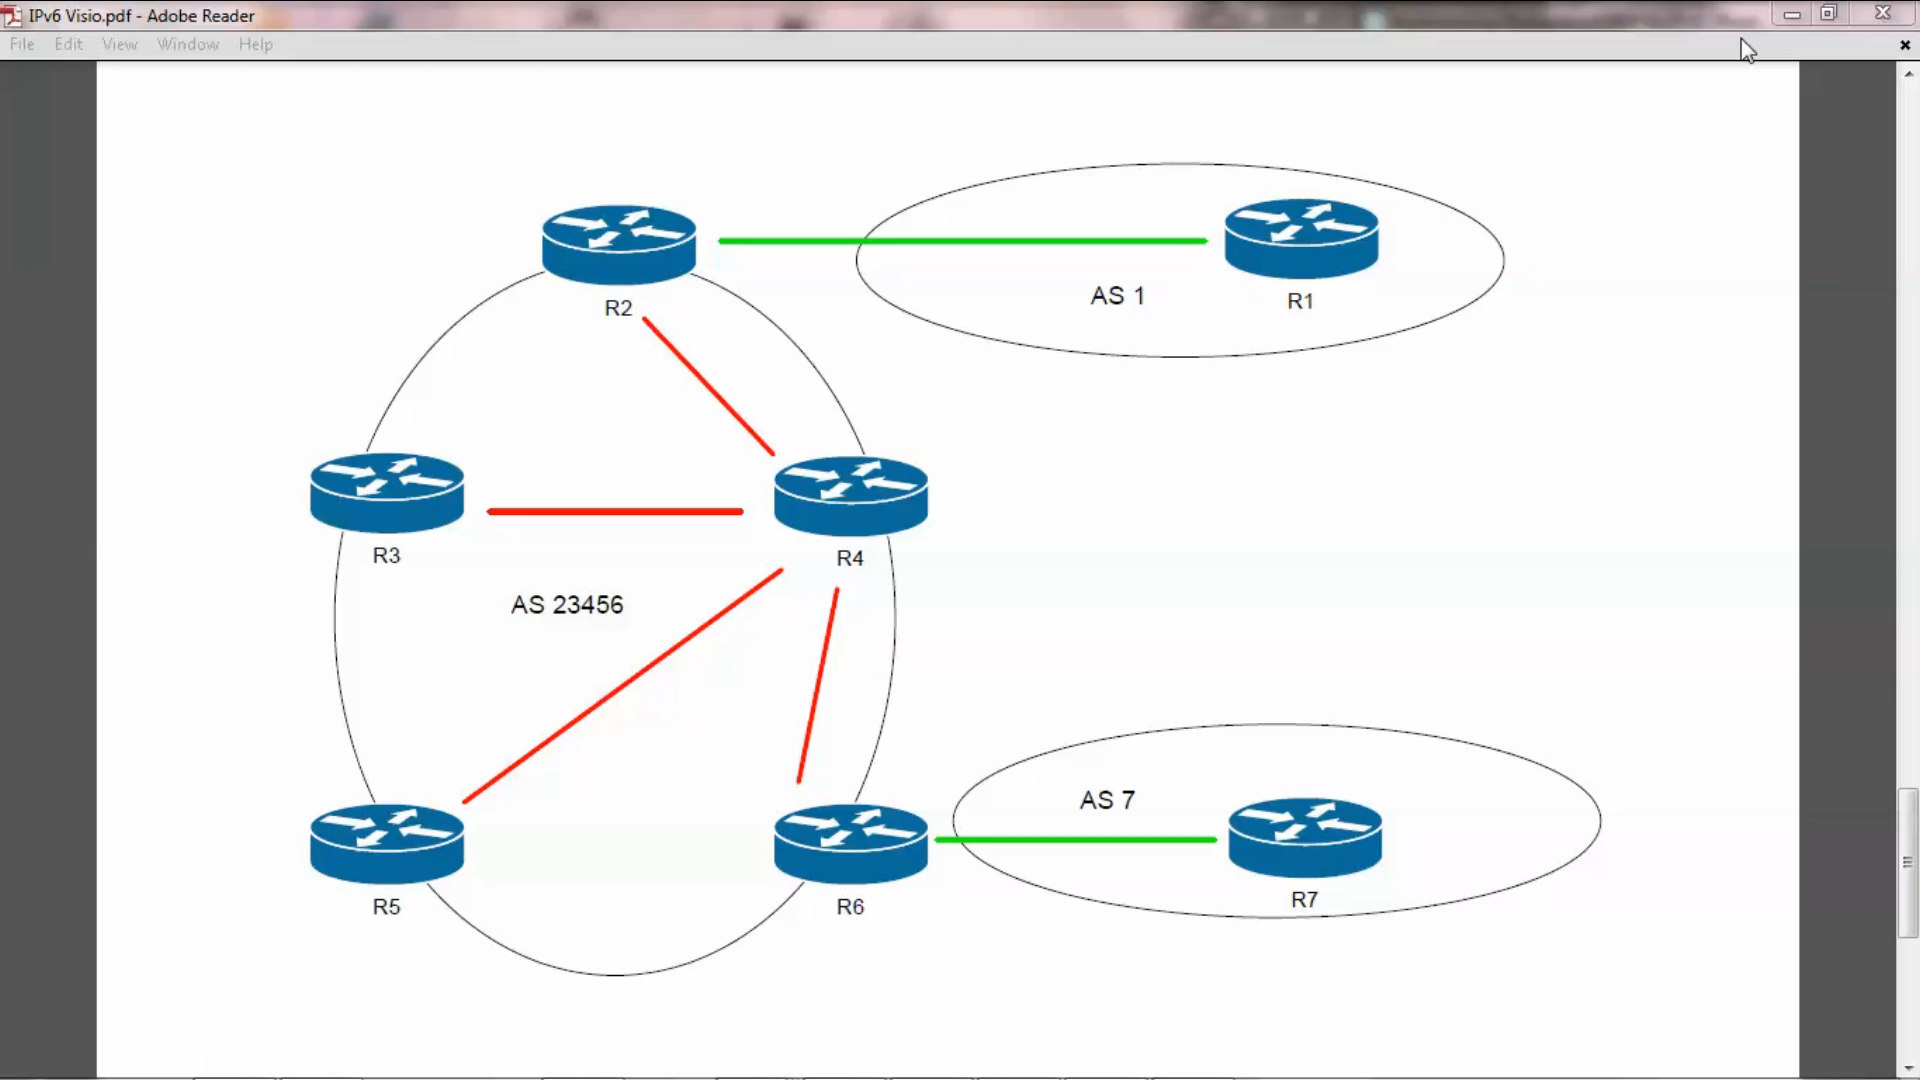 IPv6 Visio.pdf - Adobe Reader
File Edit View Window Help
R2
AS 1
R1
R3
R4
AS 23456
AS 7
R5
R6
R7